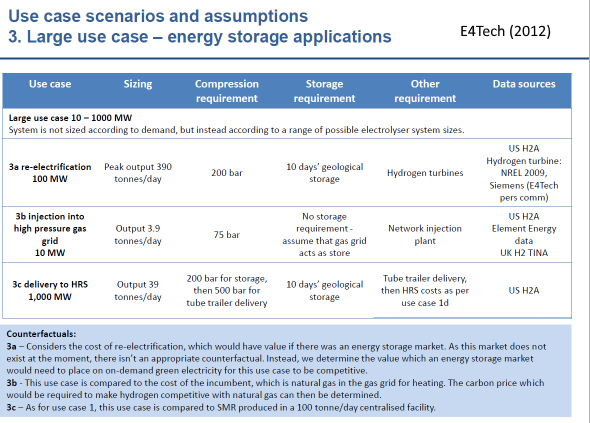 Use case scenarios and assumptions
3. Large use case – energy storage applications
E4Tech (2012)
Use case
Sizing
Compression
requirement
Storage
requirement
Other
requirement
Data sources
Large use case 10 – 1000 MW
System is not sized according to demand, but instead according to a range of possible electrolyser system sizes.
3a re-electrification
100 MW
Peak output 390
tonnes/day
200 bar
10 days' geological
storage
Hydrogen turbines
US H2A
Hydrogen turbine:
NREL 2009,
Siemens (E4Tech
pers comm)
3b injection into
high pressure gas
grid
10 MW
Output 3.9
tonnes/day
75 bar
No storage
requirement -
assume that gas grid
acts as store
Network injection
plant
US H2A
Element Energy
data
UK H2 TINA
3c delivery to HRS
1,000 MW
Output 39
tonnes/day
200 bar for storage,
then 500 bar for
tube trailer delivery
10 days' geological
storage
Tube trailer delivery,
then HRS costs as per
use case 1d
US H2A
Counterfactuals:
3a – Considers the cost of re-electrification, which would have value if there was an energy storage market. As this market does not
exist at the moment, there isn't an appropriate counterfactual. Instead, we determine the value which an energy storage market
would need to place on on-demand green electricity for this use case to be competitive.
3b - This use case is compared to the cost of the incumbent, which is natural gas in the gas grid for heating. The carbon price which
would be required to make hydrogen competitive with natural gas can then be determined.
3c – As for use case 1, this use case is compared to SMR produced in a 100 tonne/day centralised facility.